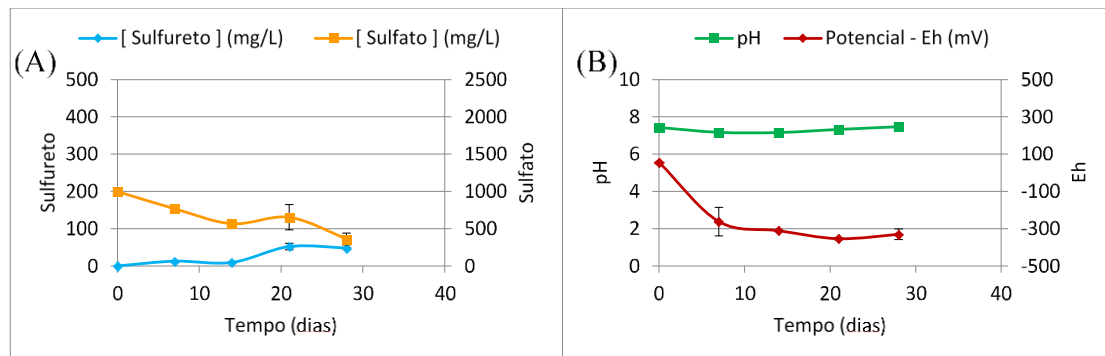 [ Sulfureto ] (mg/L) [ Sulfato ] (mg/L)
(A)
500 2500
400 2000
300 1500
200 1000
100 500
0 0
Sulfureto
Sulfato
0 10 20 30 40
Tempo (dias)
pH Potencial - Eh (mV)
(B)
10 500
8 300
6 100
4 -100
2 -300
0 -500
pH
Eh
0 10 20 30 40
Tempo (dias)